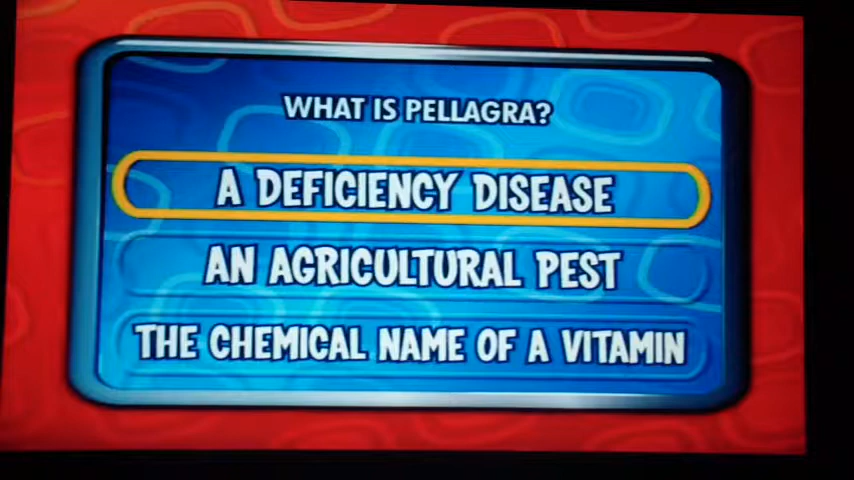 WHAT IS PELLAGRA?
A DEFICIENCY DISEASE
AN AGRICULTURAL PEST
THE CHEMICAL NAME OF A VITAMIN